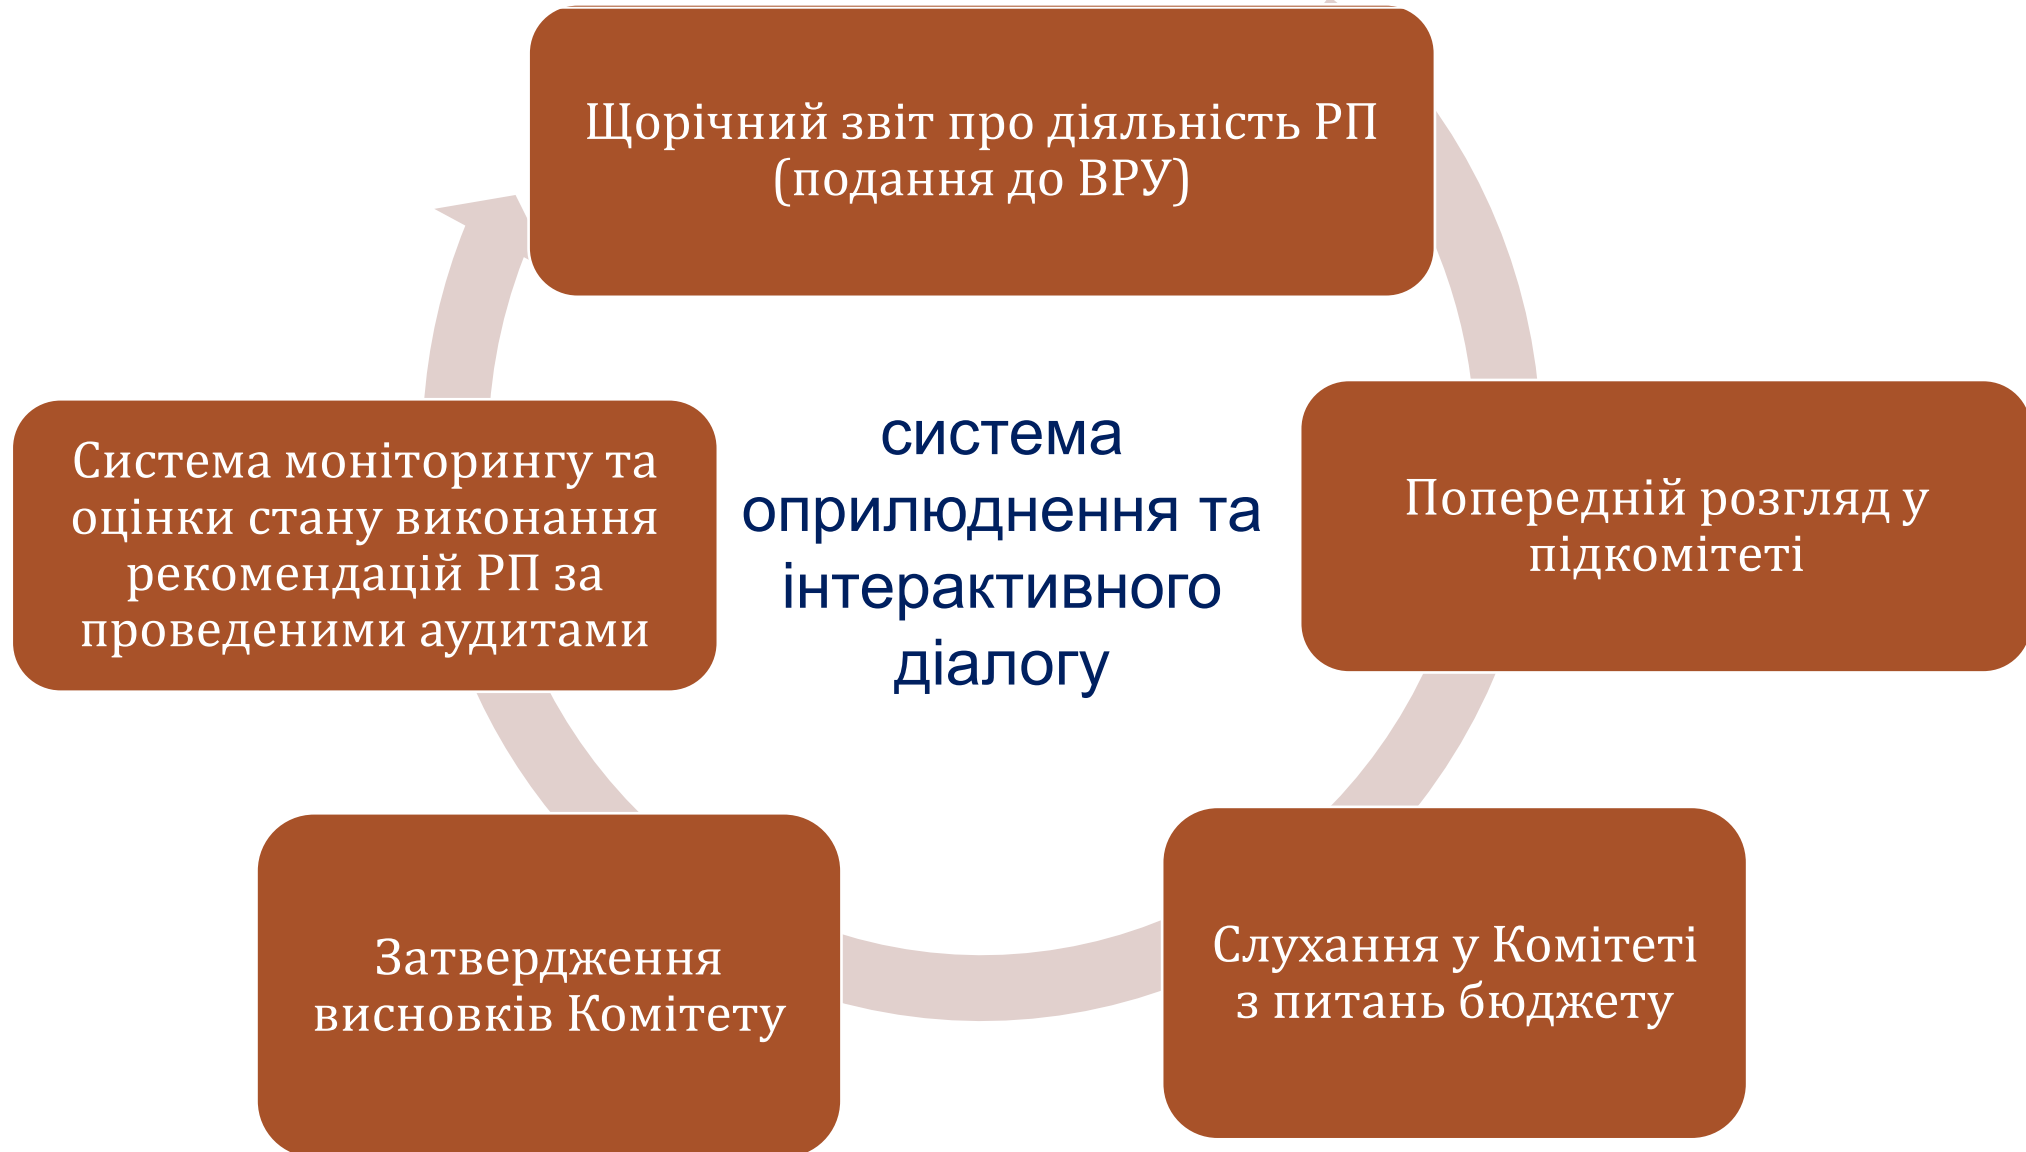 Щорічний звіт про діяльність РП
(подання до ВРУ)
Попередній розгляд у
підкомітеті
Слухання у Комітеті
з питань бюджету
Затвердження
висновків Комітету
Система моніторингу та
оцінки стану виконання
рекомендацій РП за
проведеними аудитами
система
оприлюднення та
інтерактивного
діалогу